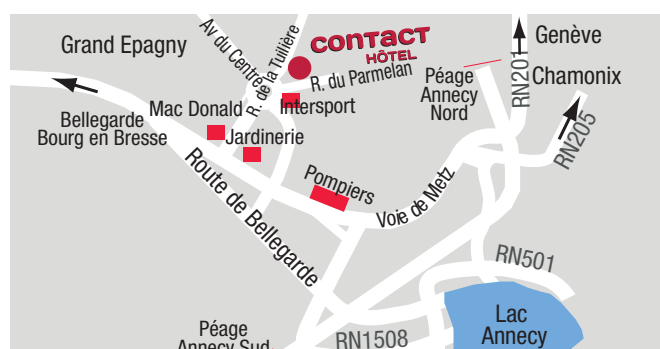 Grand Epagny
Av du Centre
R. de la Tuilière
CONTACT
HÔTEL
R. du Parmelan
Intersport
Péage
Annecy
Nord
RN201
Genève
Chamonix
RN205
Bellegarde
Bourg en Bresse
Mac Donald
Jardinerie
Pompiers
Voie de Metz
Route de Bellegarde
RN501
Lac
Annecy
RN1508
Péage
Annecy Sud